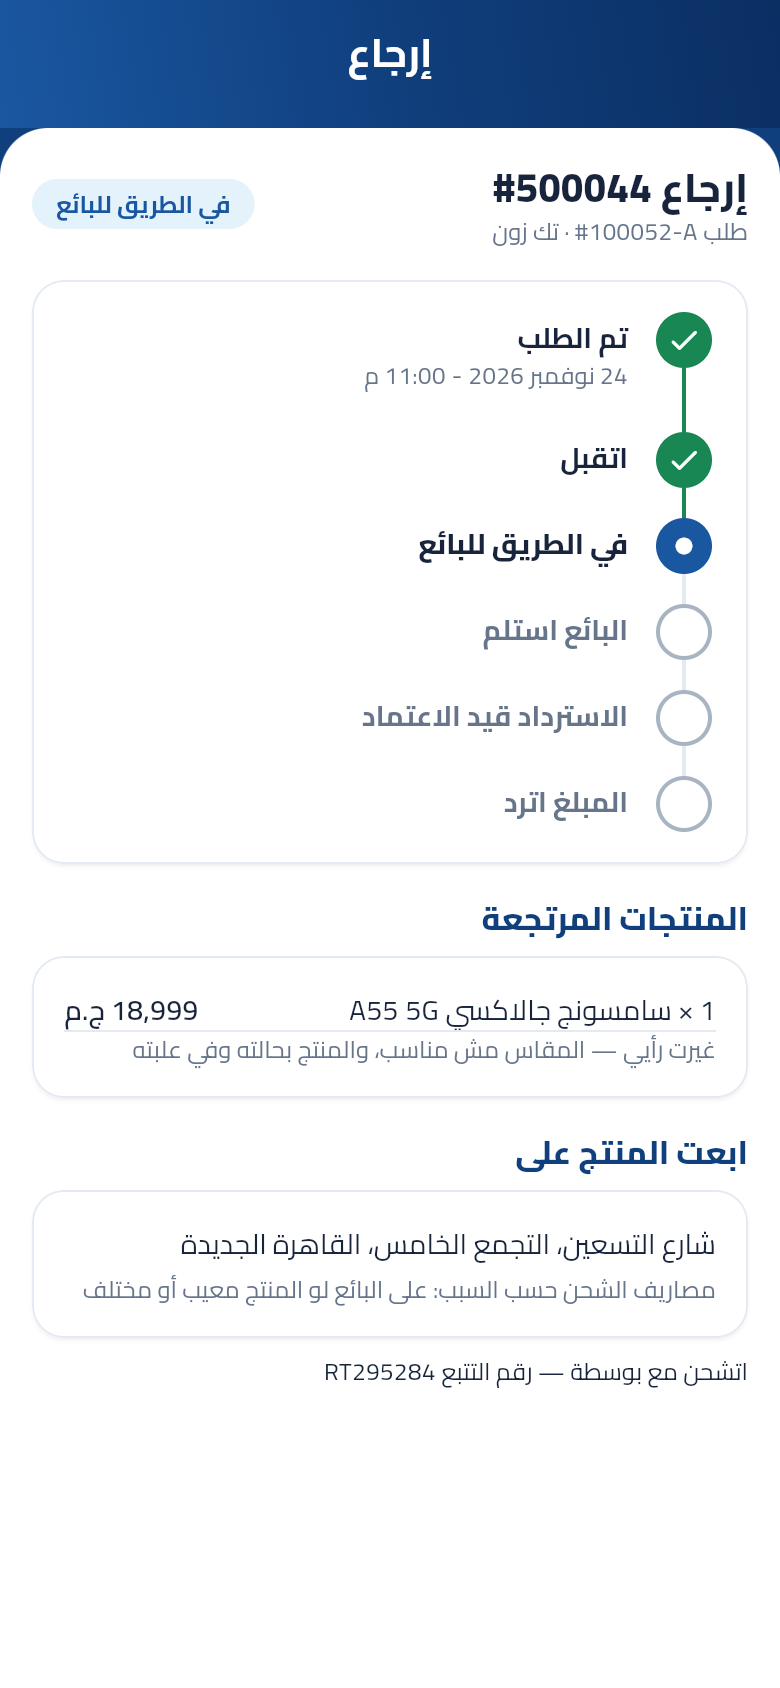 إرجاع
إرجاع 500044#
في الطريق للبائع
طلب 100052-A# · تك زون
تم الطلب
24 نوفمبر 2026 - 11:00 م
اتقبل
في الطريق للبائع
البائع استلم
الاسترداد قيد الاعتماد
المبلغ اترد
المنتجات المرتجعة
1 × سامسونج جالاكسي A55 5G
18,999 ج.م
غيرت رأيي — المقاس مش مناسب، والمنتج بحالته وفي علبته
ابعت المنتج على
شارع التسعين، التجمع الخامس، القاهرة الجديدة
مصاريف الشحن حسب السبب: على البائع لو المنتج معيب أو مختلف
اتشحن مع بوسطة — رقم التتبع RT295284